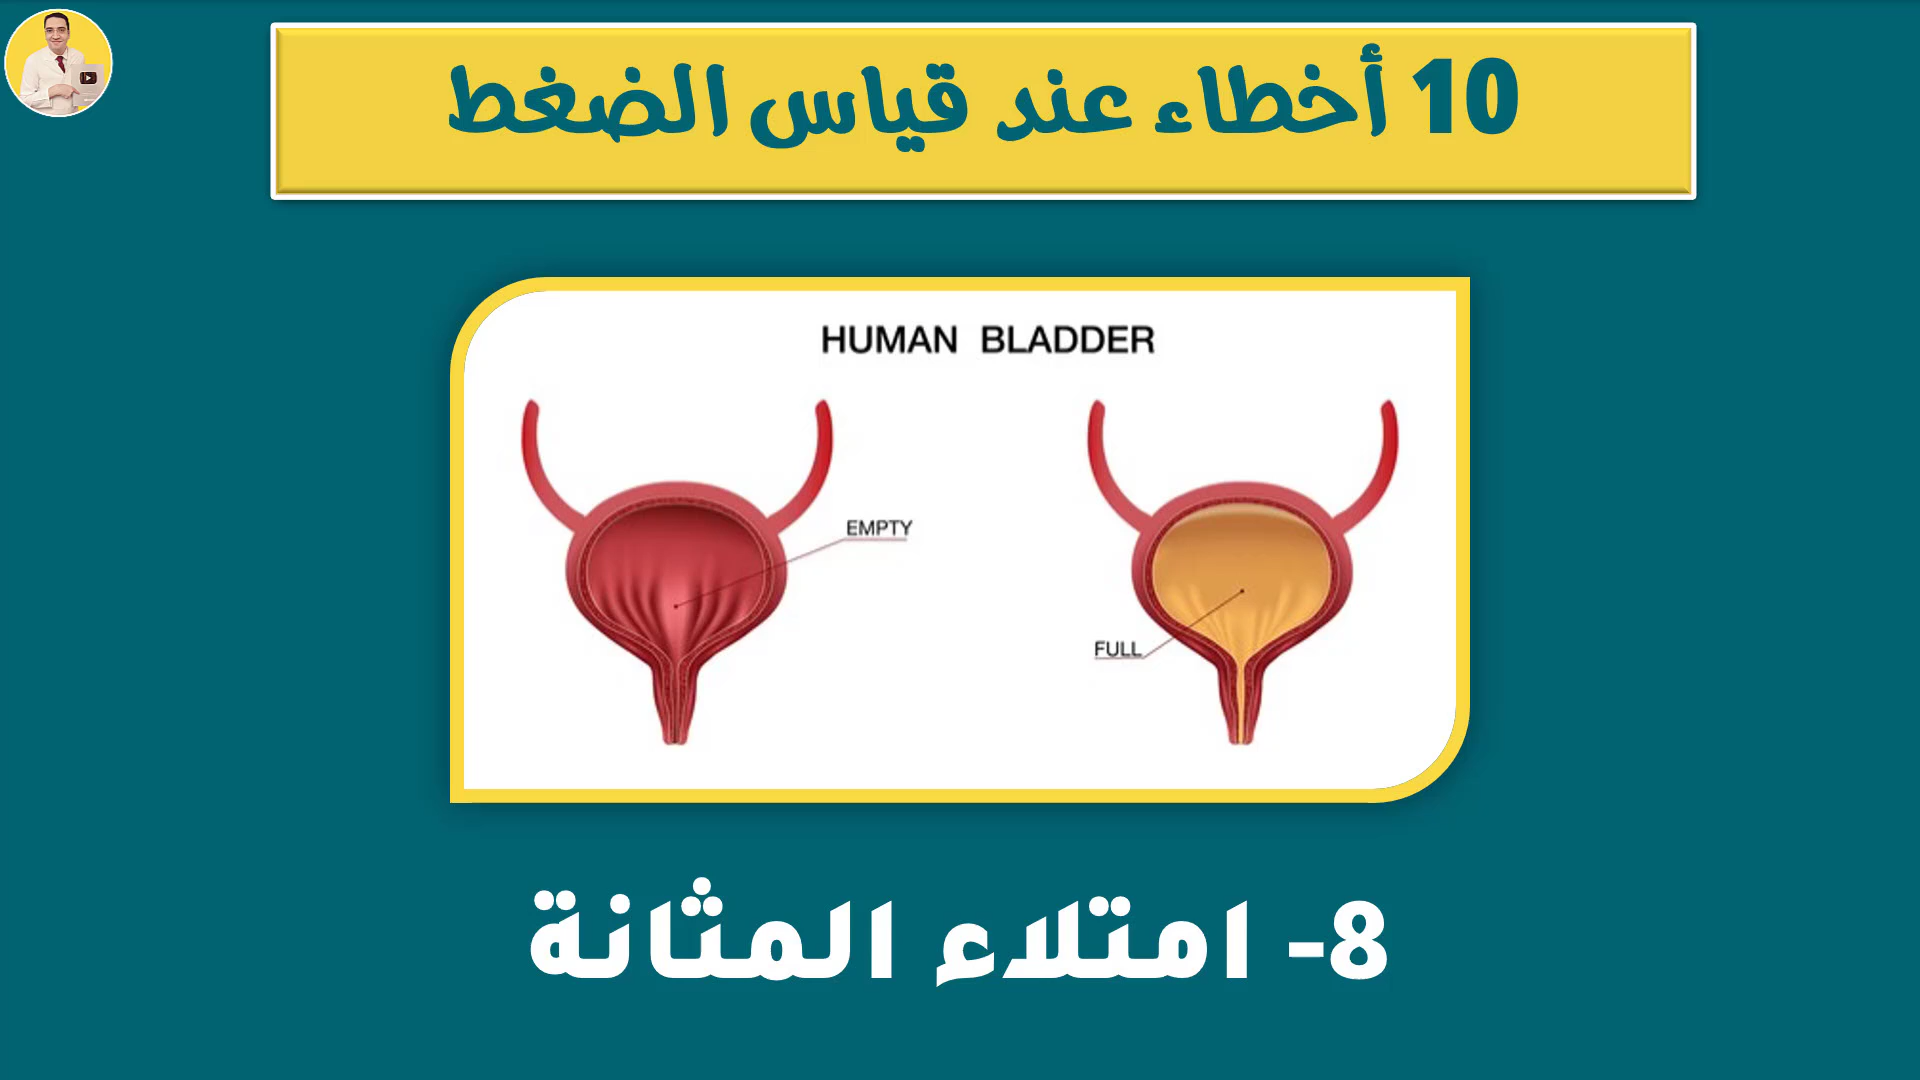 10 أخطاء عند قياس الضغط
HUMAN BLADDER
EMPTY
FULL
8- امتلاء المثانة